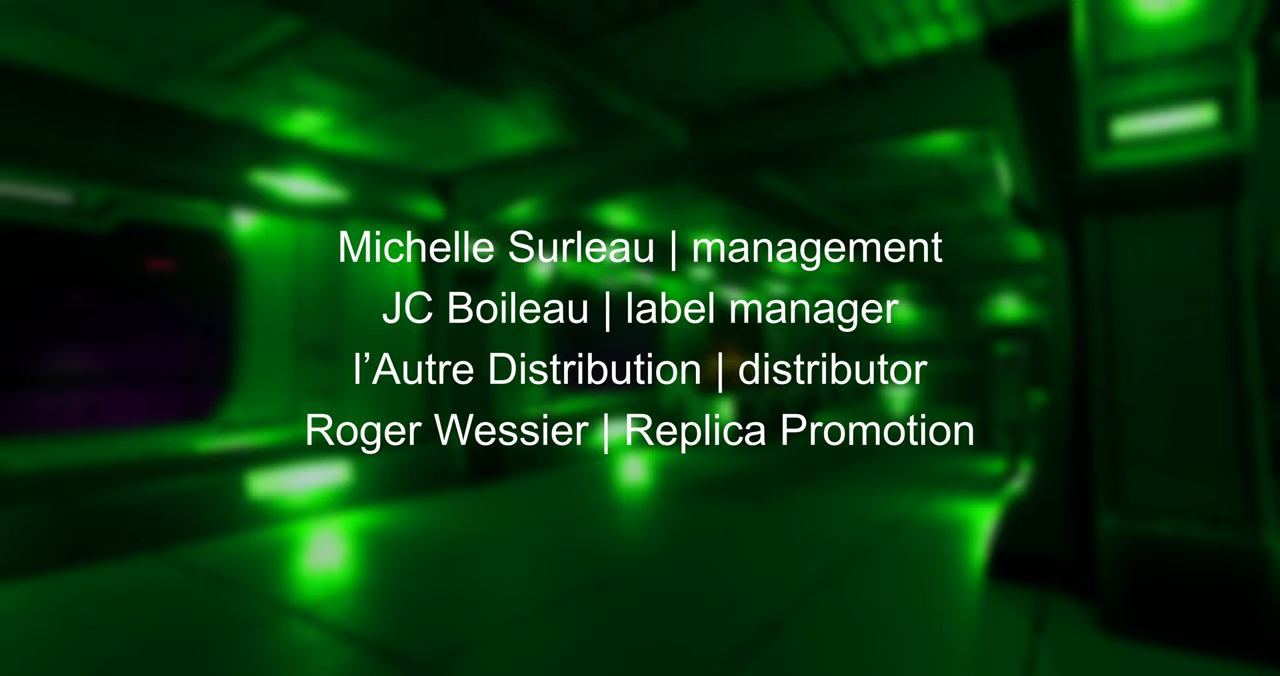 Michelle Surleau | management
JC Boileau | label manager
l’Autre Distribution | distributor
Roger Wessier | Replica Promotion